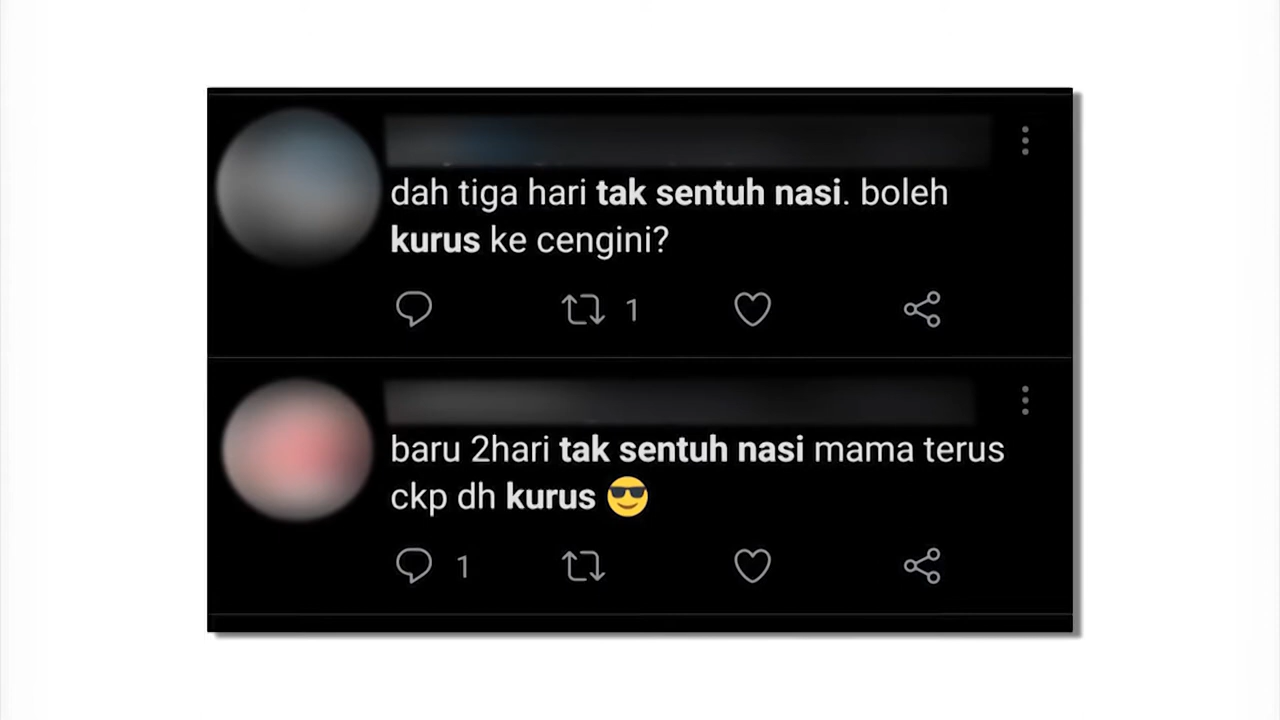 dah tiga hari tak sentuh nasi. boleh
kurus ke cengini?
1
baru 2hari tak sentuh nasi mama terus
ckp dh kurus 😎
1